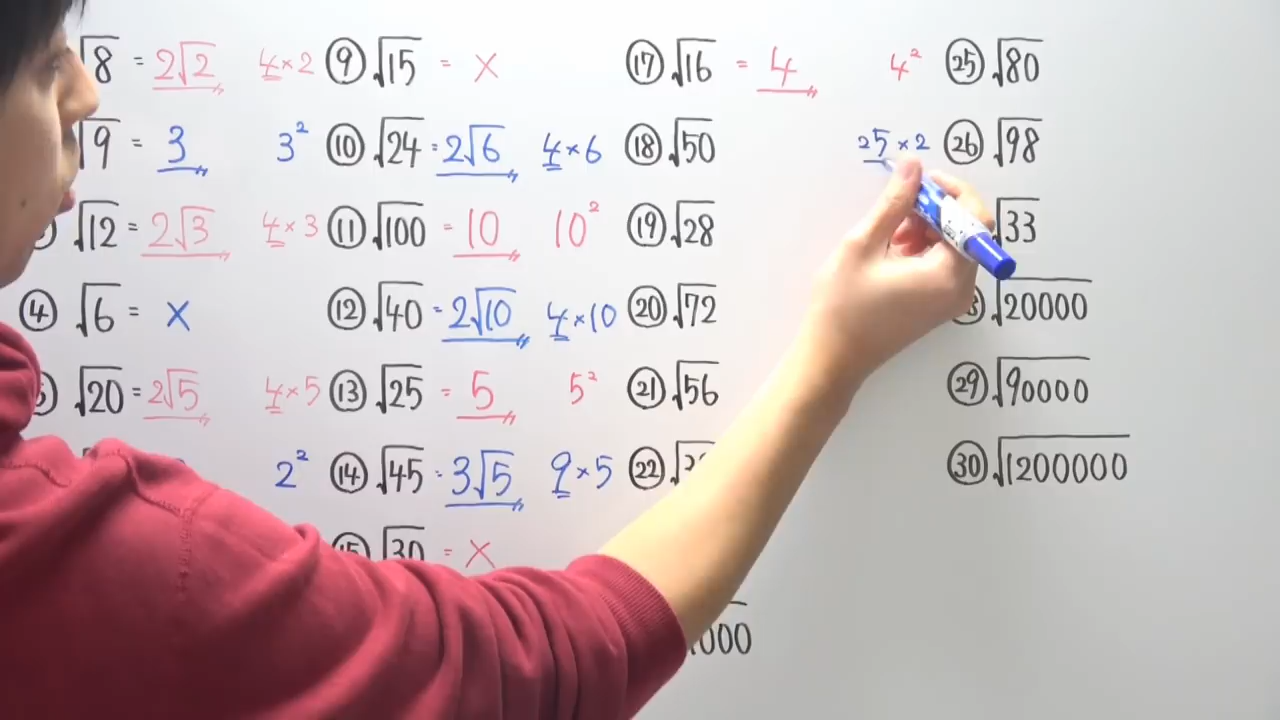 √8 = 2√2 4×2
√9 = 3 3²
√12 = 2√3 4×3
④ √6 = ×
√20 = 2√5 4×5
2²
⑨ √15 = ×
⑩ √24 = 2√6 4×6
⑪ √100 = 10 10²
⑫ √40 = 2√10 4×10
⑬ √25 = 5 5²
⑭ √45 = 3√5 9×5
⑮ √30 = ×
⑰ √16 = 4 4²
⑱ √50 25×2
⑲ √28
⑳ √72
㉑ √56
㉒
000
㉕ √80
㉖ √98
√33
√20000
㉙ √90000
㉚ √1200000